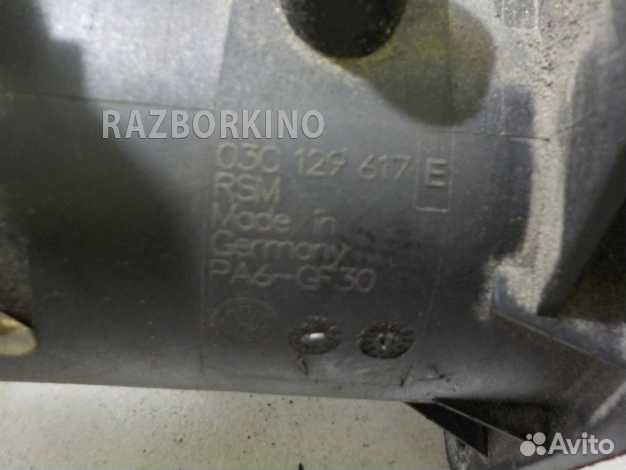 RAZBORKINO
03C 129 617 E
RSM
Made in
Germany
PA6-GF30
Avito